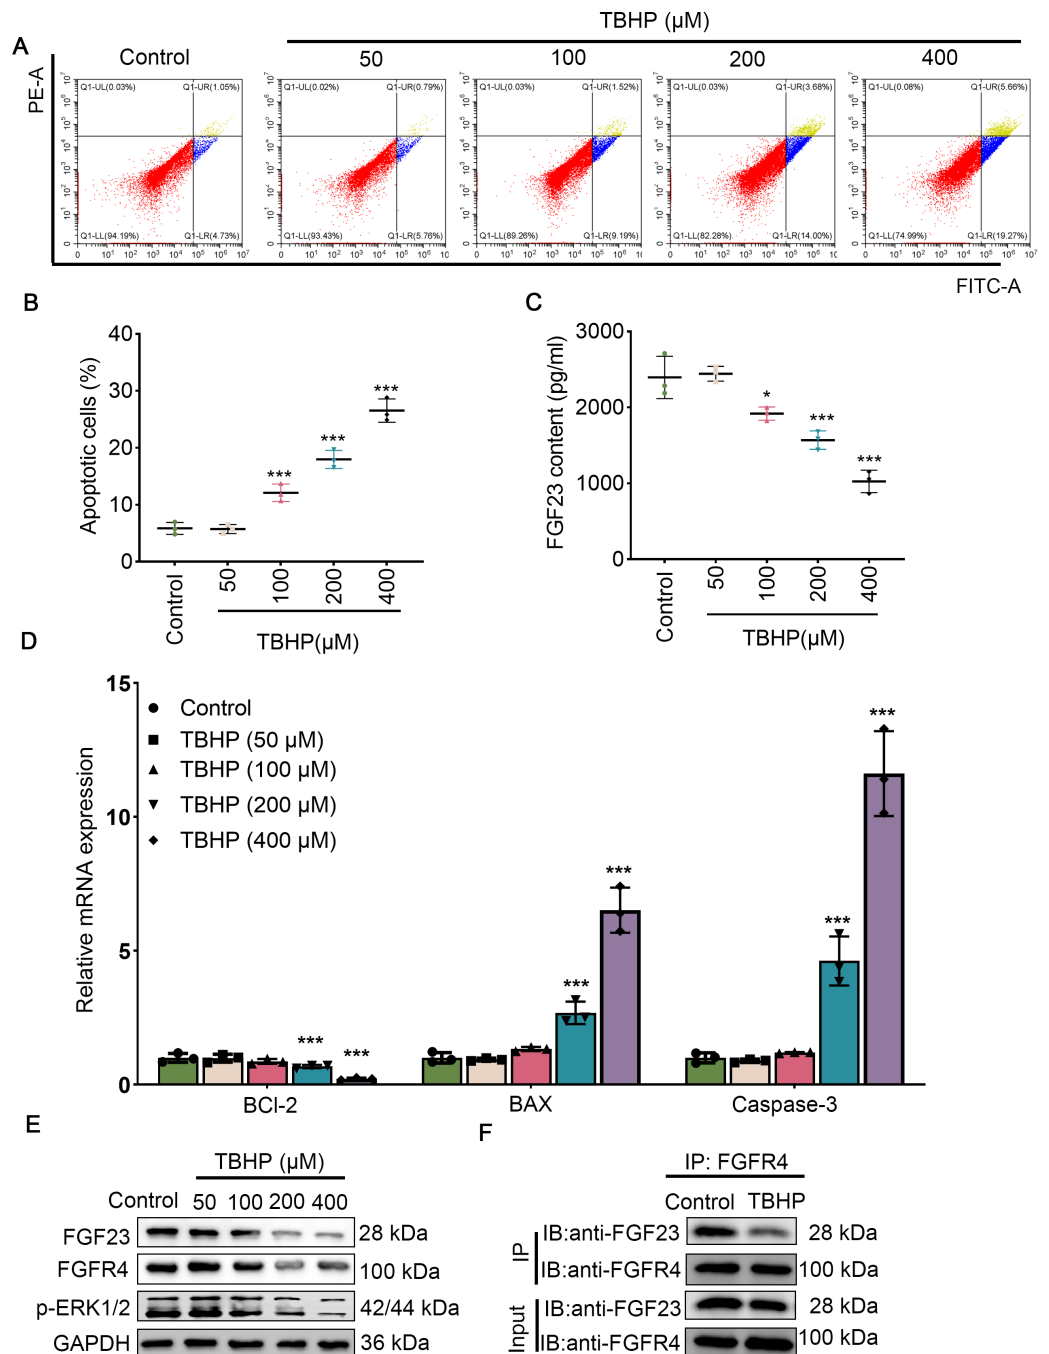 A
TBHP (µM)
Control
50
100
200
400
PE-A
Q1-UL(0.03%) Q1-UR(1.05%)
Q1-LL(94.19%) Q1-LR(4.73%)
Q1-UL(0.02%) Q1-UR(0.79%)
Q1-LL(93.43%) Q1-LR(5.76%)
Q1-UL(0.03%) Q1-UR(1.52%)
Q1-LL(89.26%) Q1-LR(9.19%)
Q1-UL(0.03%) Q1-UR(3.68%)
Q1-LL(82.28%) Q1-LR(14.00%)
Q1-UL(0.08%) Q1-UR(5.66%)
Q1-LL(74.99%) Q1-LR(19.27%)
FITC-A
B
Apoptotic cells (%)
40
30
20
10
0
***
***
***
Control
50
100
200
400
TBHP(µM)
C
FGF23 content (pg/ml)
3000
2000
1000
0
*
***
***
Control
50
100
200
400
TBHP(µM)
D
Relative mRNA expression
15
10
5
0
Control
TBHP (50 µM)
TBHP (100 µM)
TBHP (200 µM)
TBHP (400 µM)
***
***
***
***
***
***
BCl-2
BAX
Caspase-3
E
TBHP (µM)
Control 50 100 200 400
FGF23 28 kDa
FGFR4 100 kDa
p-ERK1/2 42/44 kDa
GAPDH 36 kDa
F
IP: FGFR4
Control TBHP
IP
IB:anti-FGF23 28 kDa
IB:anti-FGFR4 100 kDa
Input
IB:anti-FGF23 28 kDa
IB:anti-FGFR4 100 kDa